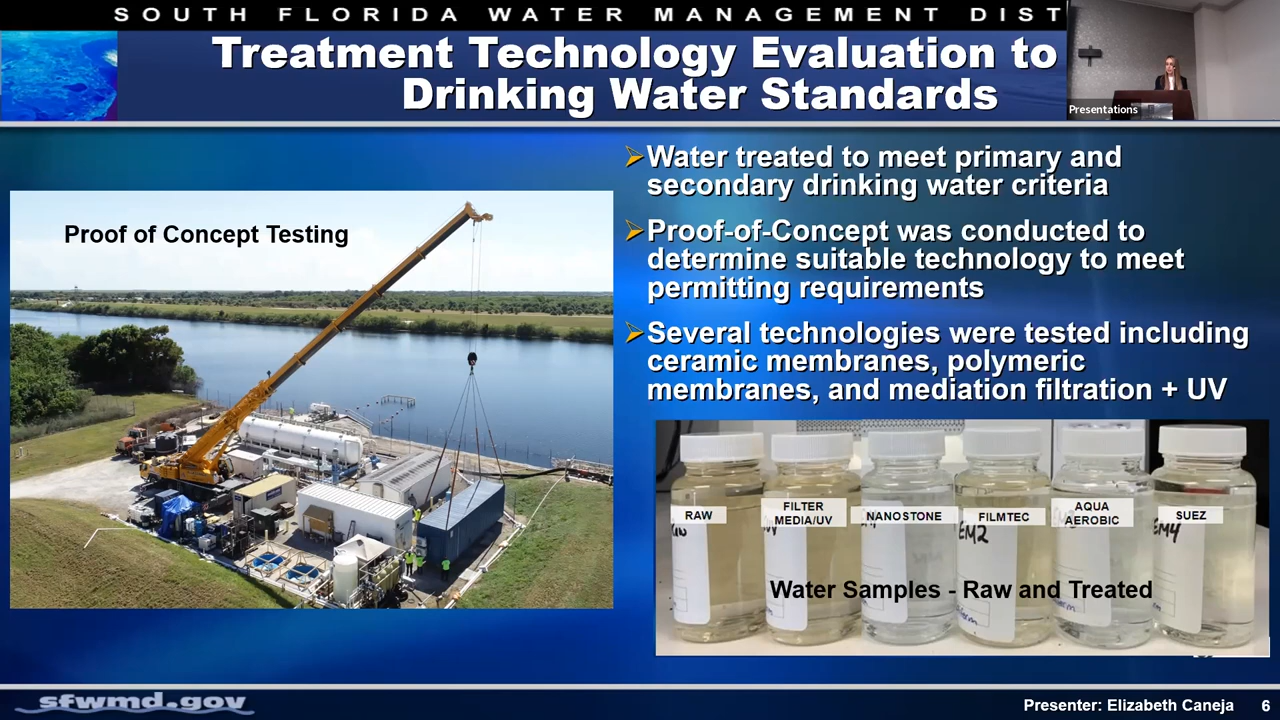 SOUTH FLORIDA WATER MANAGEMENT DIST
Treatment Technology Evaluation to
Drinking Water Standards
Presentations
Water treated to meet primary and
secondary drinking water criteria
Proof-of-Concept was conducted to
determine suitable technology to meet
permitting requirements
Several technologies were tested including
ceramic membranes, polymeric
membranes, and mediation filtration + UV
Proof of Concept Testing
RAW
FILTER
MEDIA/UV
NANOSTONE
FILMTEC
AQUA
AEROBIC
SUEZ
EM2
EM4
Water Samples - Raw and Treated
sfwmd.gov
Presenter: Elizabeth Caneja
6